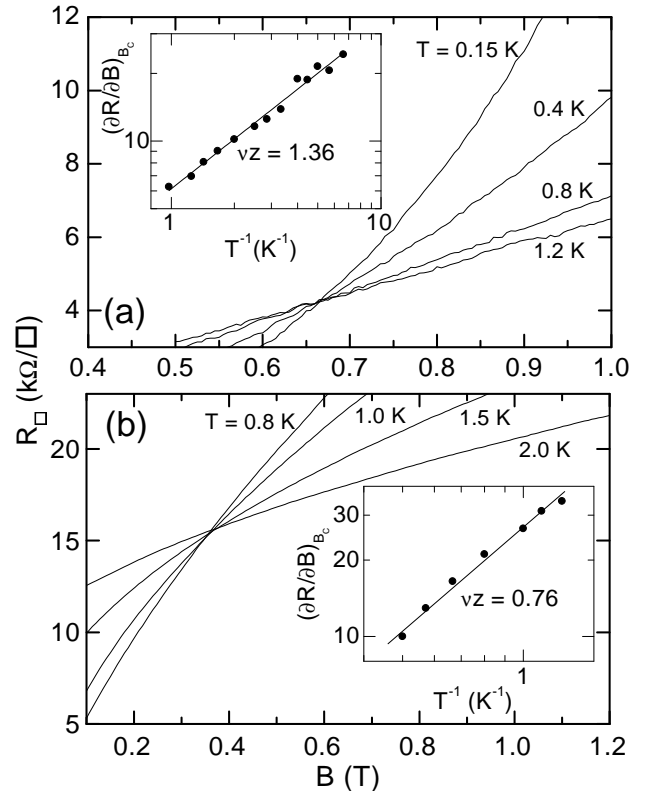 12
10
8
6
4
0.4 0.5 0.6 0.7 0.8 0.9 1.0
(∂R/∂B)_{B_c}
10
1 10
T⁻¹(K⁻¹)
νz = 1.36
T = 0.15 K
0.4 K
0.8 K
1.2 K
(a)
R_□ (kΩ/□)
(b)
T = 0.8 K
1.0 K
1.5 K
2.0 K
20
15
10
5
0.2 0.4 0.6 0.8 1.0 1.2
B (T)
(∂R/∂B)_{B_c}
30
20
10
1
T⁻¹ (K⁻¹)
νz = 0.76